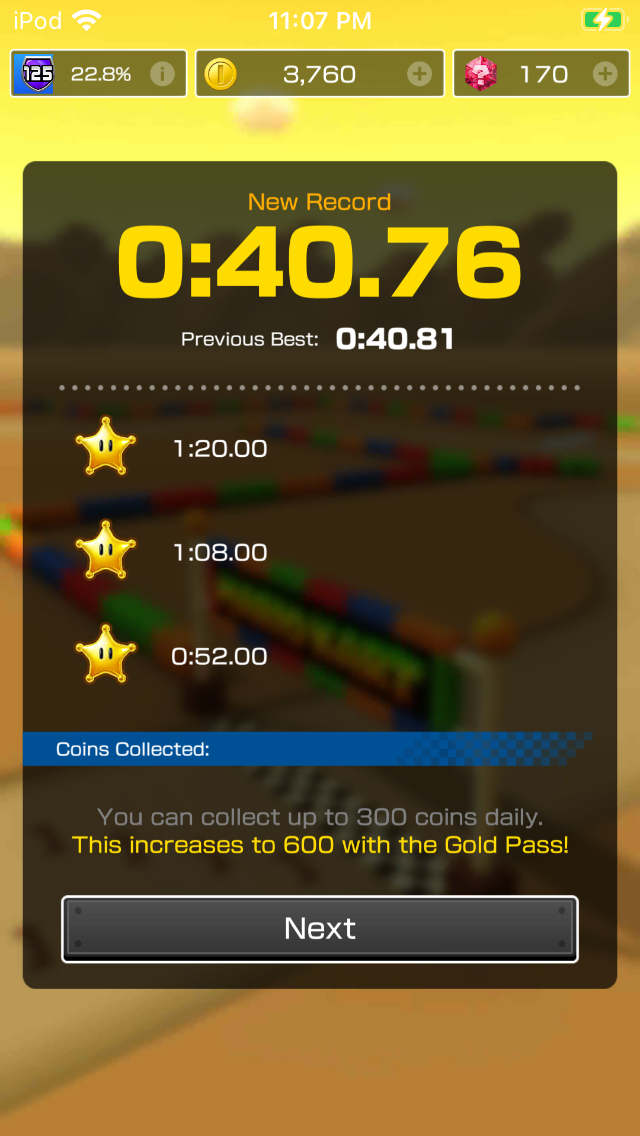 iPod 11:07 PM
125 22.8% i 3,760 + ? 170 +
New Record
0:40.76
Previous Best: 0:40.81
1:20.00
1:08.00
0:52.00
MARIO KART
Coins Collected:
You can collect up to 300 coins daily.
This increases to 600 with the Gold Pass!
Next